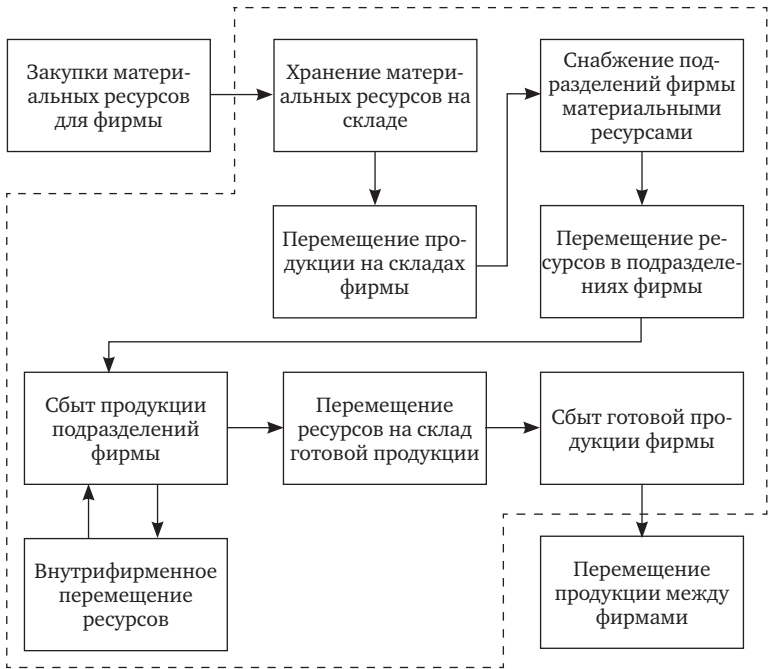 Закупки матери-
альных ресурсов
для фирмы
Хранение матери-
альных ресурсов на
складе
Снабжение под-
разделений фирмы
материальными
ресурсами
Перемещение про-
дукции на складах
фирмы
Перемещение ре-
сурсов в подразделе-
ниях фирмы
Сбыт продукции
подразделений
фирмы
Перемещение
ресурсов на склад
готовой продукции
Сбыт готовой про-
дукции фирмы
Внутрифирменное
перемещение
ресурсов
Перемещение
продукции между
фирмами